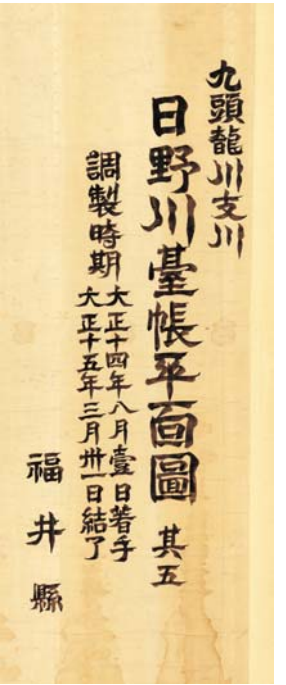 九頭龍川支川
日野川臺帳平面圖 其五
調製時期
大正十四年八月壹日着手
大正十五年三月卅一日結了
福井縣